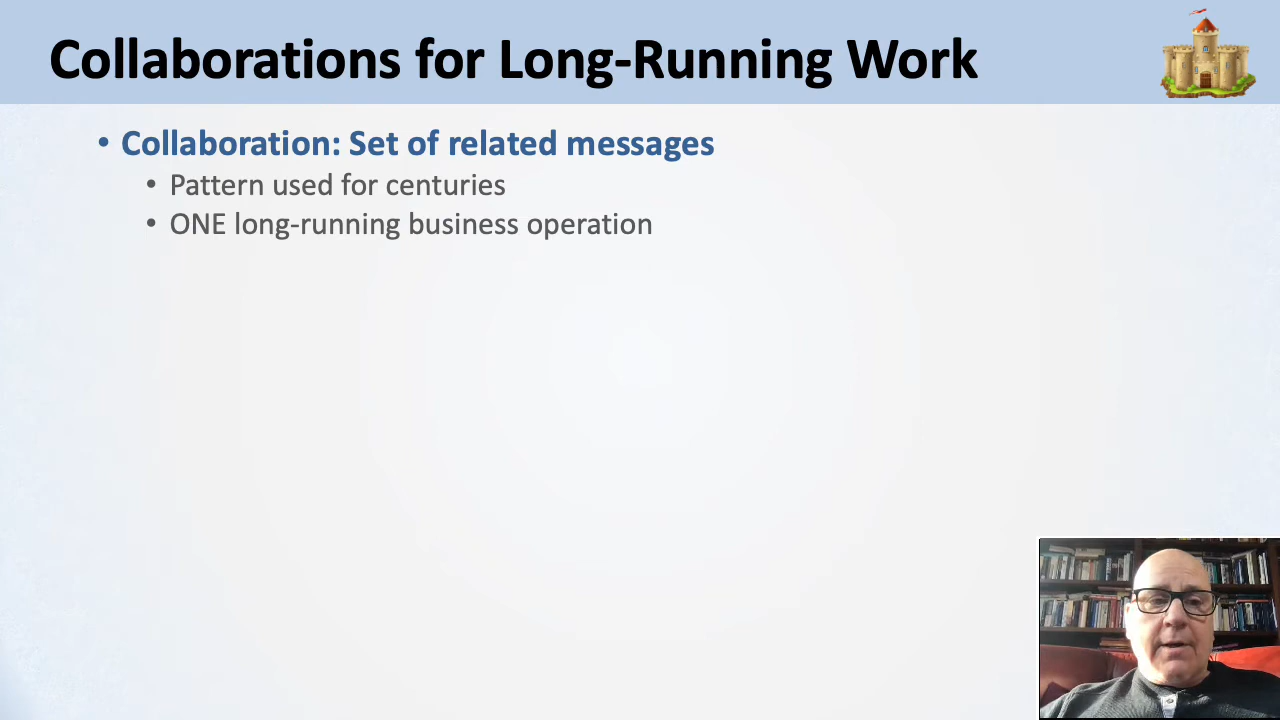 Collaborations for Long-Running Work
• Collaboration: Set of related messages
• Pattern used for centuries
• ONE long-running business operation